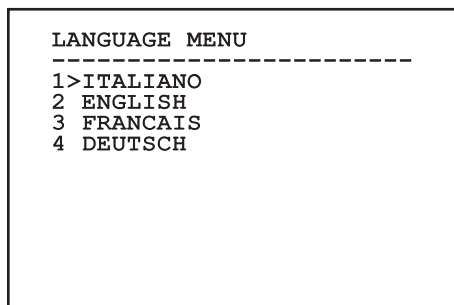 LANGUAGE MENU
------------------------
1>ITALIANO
2 ENGLISH
3 FRANCAIS
4 DEUTSCH